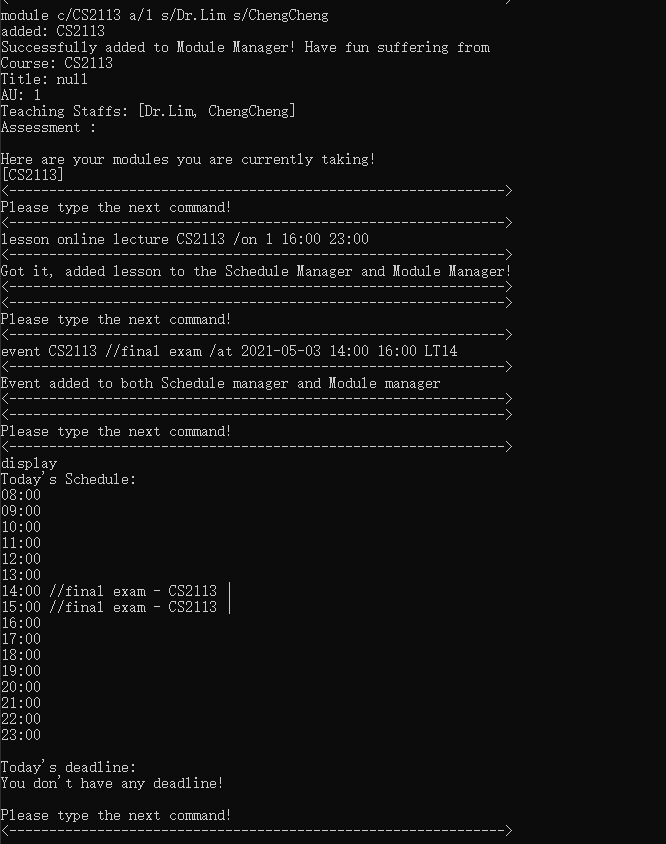 module c/CS2113 a/1 s/Dr.Lim s/ChengCheng
added: CS2113
Successfully added to Module Manager! Have fun suffering from
Course: CS2113
Title: null
AU: 1
Teaching Staffs: [Dr.Lim, ChengCheng]
Assessment :
Here are your modules you are currently taking!
[CS2113]
<-------------------------------------------------------------->
Please type the next command!
<-------------------------------------------------------------->
lesson online lecture CS2113 /on 1 16:00 23:00
<-------------------------------------------------------------->
Got it, added lesson to the Schedule Manager and Module Manager!
<-------------------------------------------------------------->
<-------------------------------------------------------------->
Please type the next command!
<-------------------------------------------------------------->
event CS2113 //final exam /at 2021-05-03 14:00 16:00 LT14
<-------------------------------------------------------------->
Event added to both Schedule manager and Module manager
<-------------------------------------------------------------->
<-------------------------------------------------------------->
Please type the next command!
<-------------------------------------------------------------->
display
Today's Schedule:
08:00
09:00
10:00
11:00
12:00
13:00
14:00 //final exam - CS2113 |
15:00 //final exam - CS2113 |
16:00
17:00
18:00
19:00
20:00
21:00
22:00
23:00
Today's deadline:
You don't have any deadline!
Please type the next command!
<-------------------------------------------------------------->